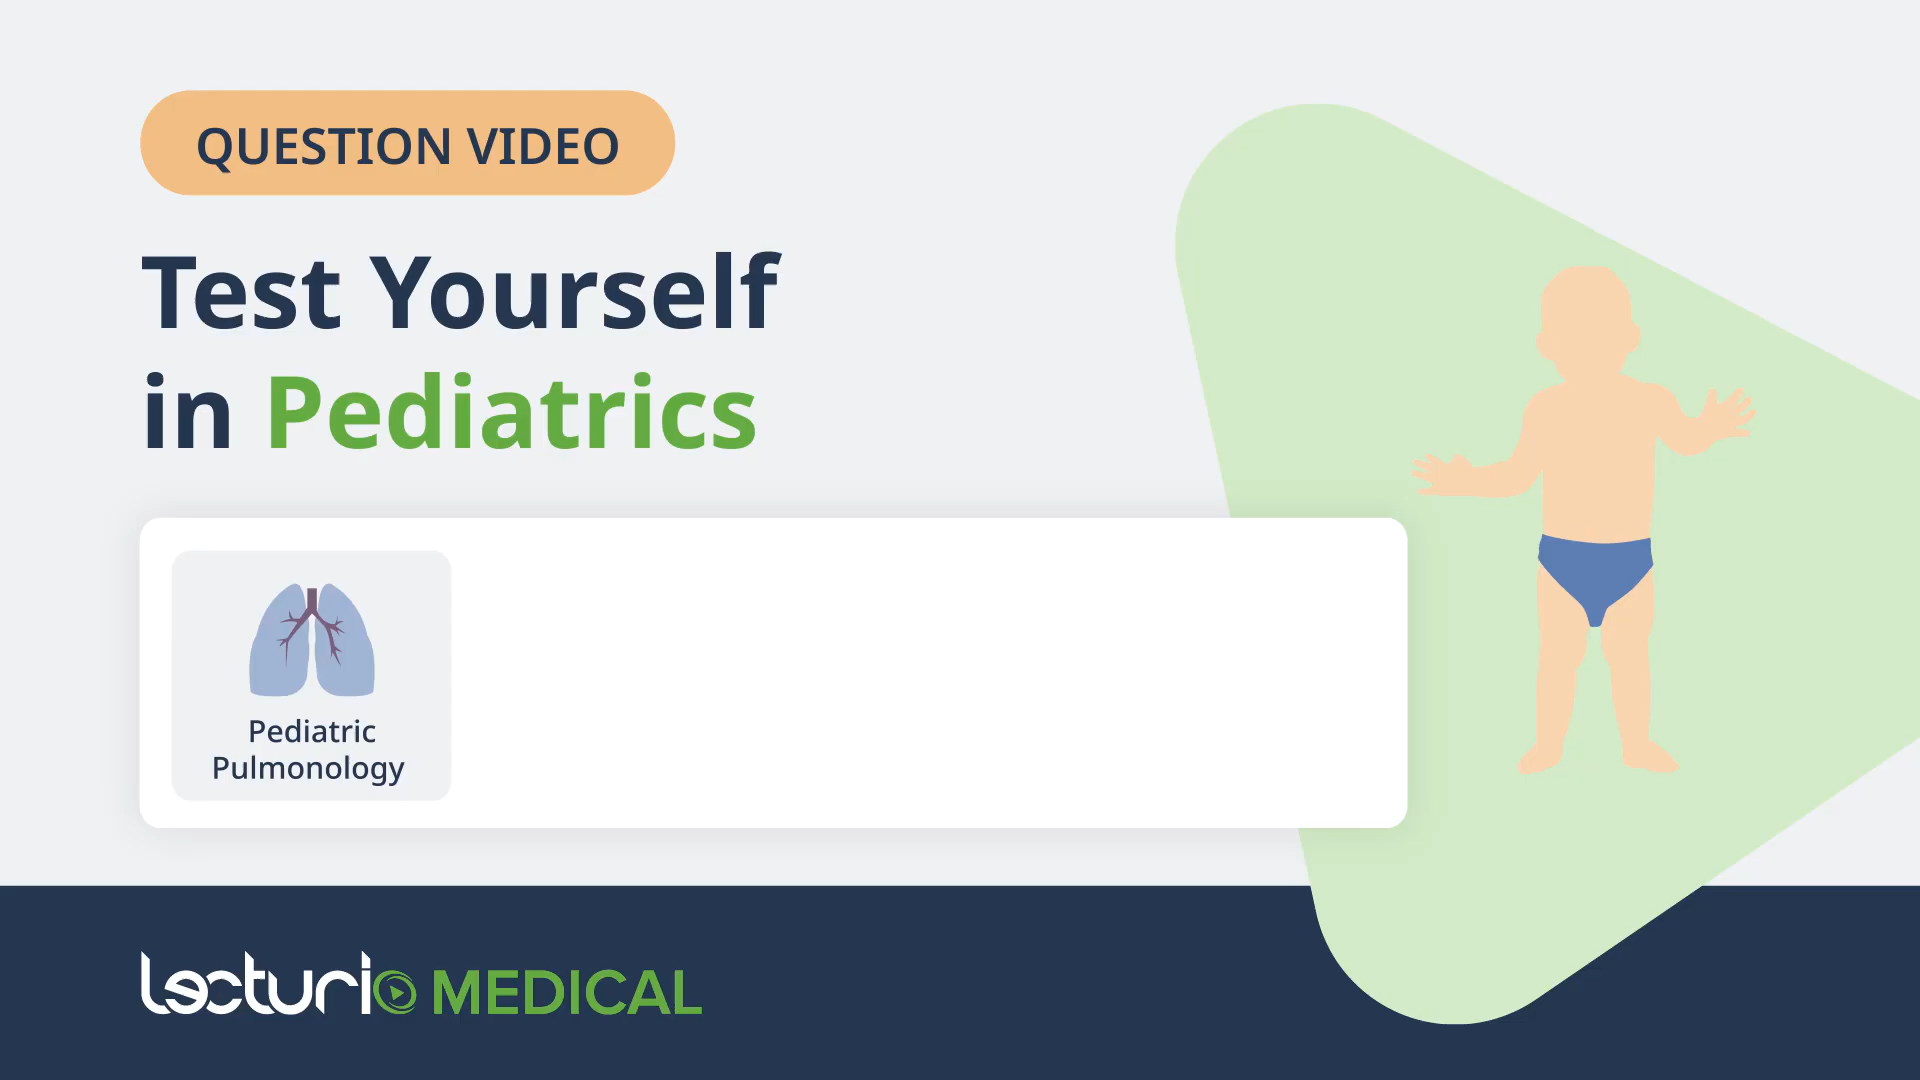 QUESTION VIDEO
Test Yourself
in Pediatrics
Pediatric
Pulmonology
lecturio MEDICAL